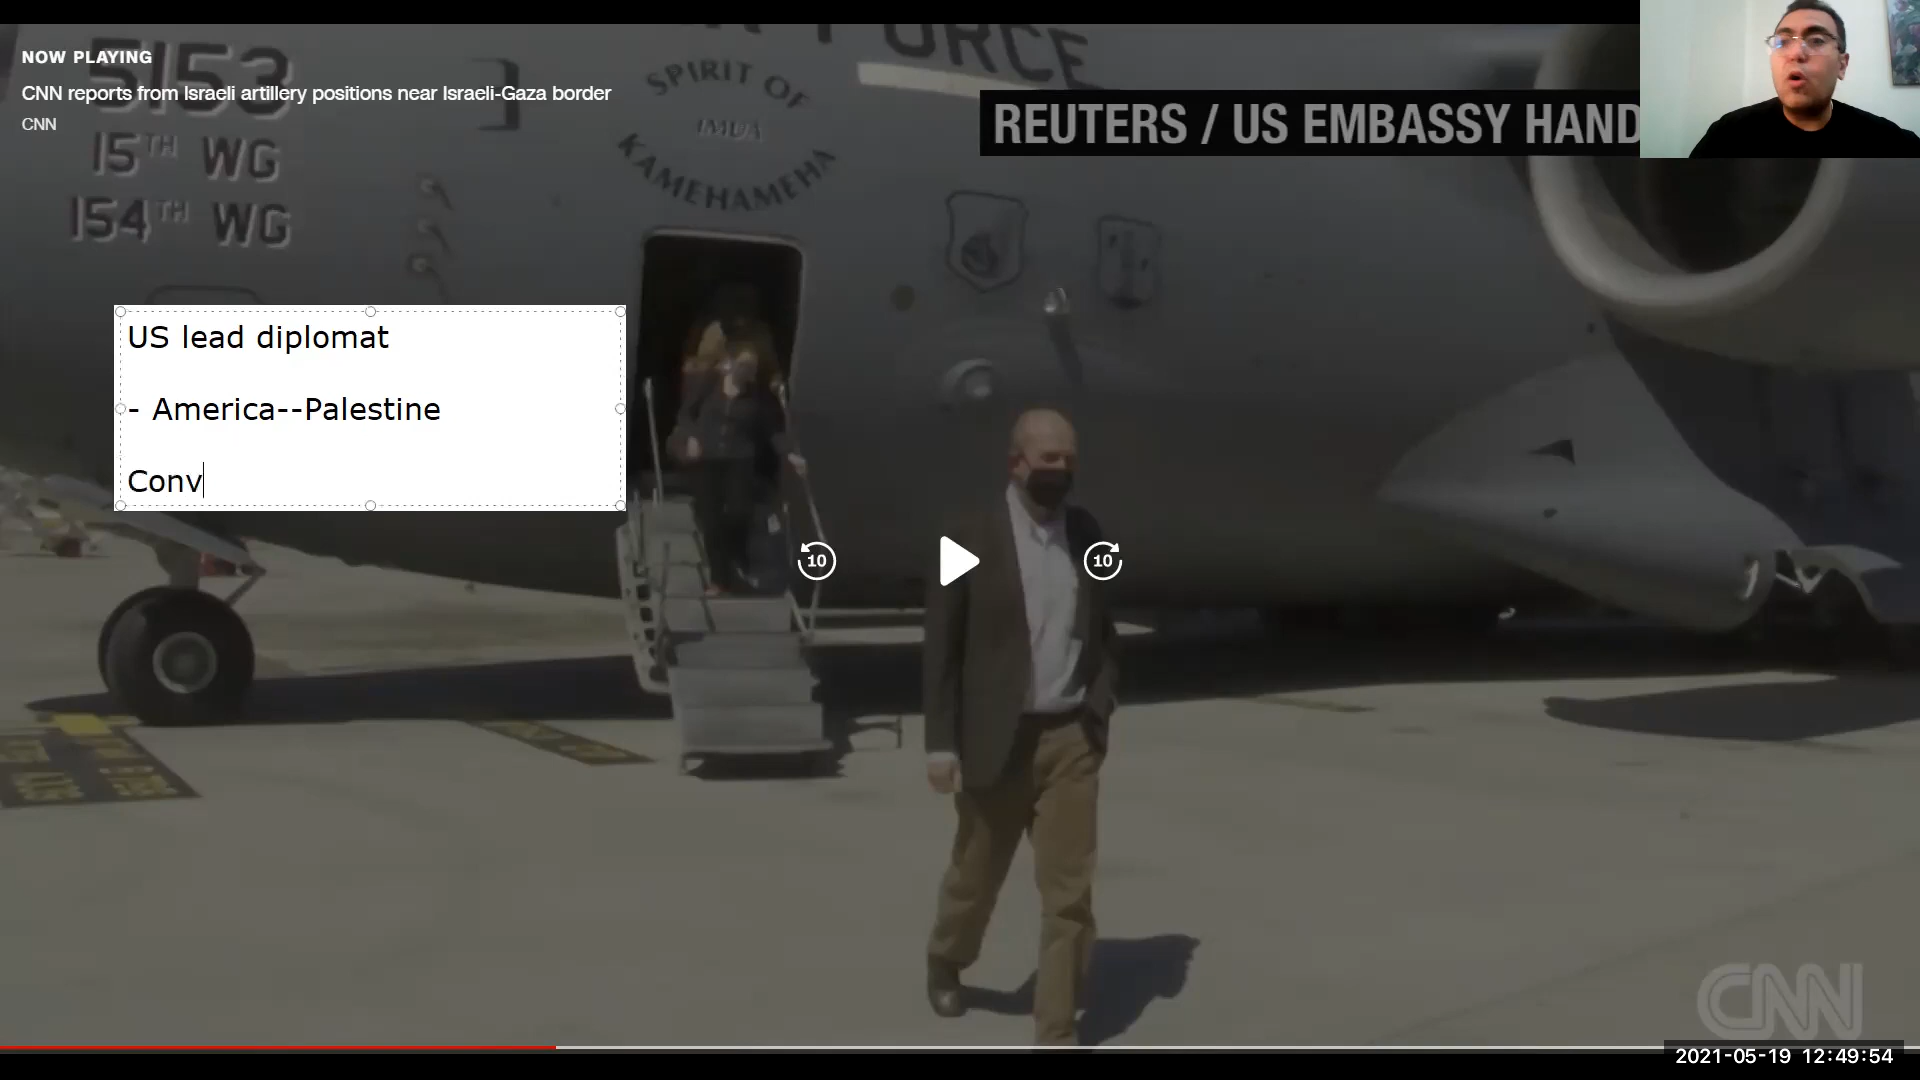 NOW PLAYING
CNN reports from Israeli artillery positions near Israeli-Gaza border
CNN
5153
15TH WG
154TH WG
FORCE
SPIRIT OF
IMUA
KAMEHAMEHA
REUTERS / US EMBASSY HAND
US lead diplomat
- America--Palestine
Conv
10
10
CNN
2021-05-19 12:49:54